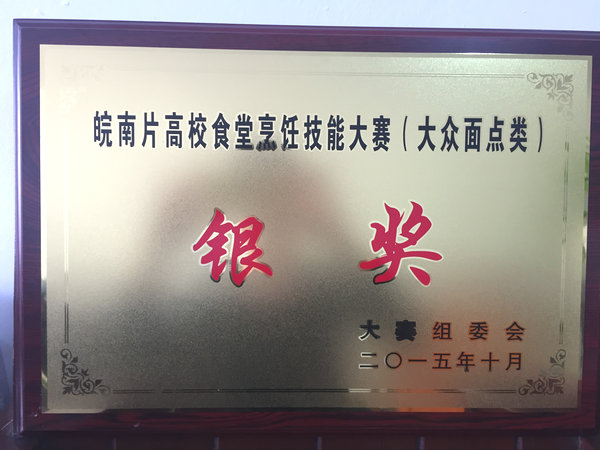 皖南片高校食堂烹饪技能大赛（大众面点类）
银奖
大赛组委会
二〇一五年十月